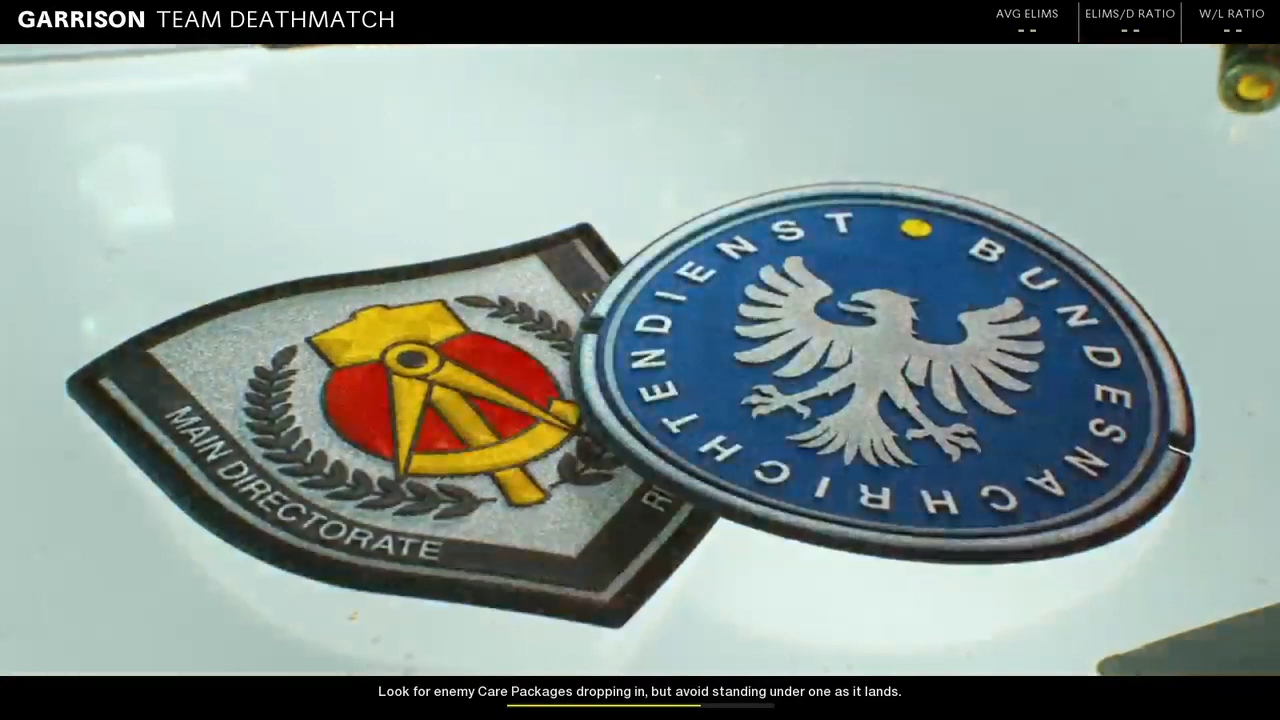 GARRISON TEAM DEATHMATCH
AVG ELIMS
--
ELIMS/D RATIO
--
W/L RATIO
--
MAIN DIRECTORATE
BUNDESNACHRICHTENDIENST
Look for enemy Care Packages dropping in, but avoid standing under one as it lands.